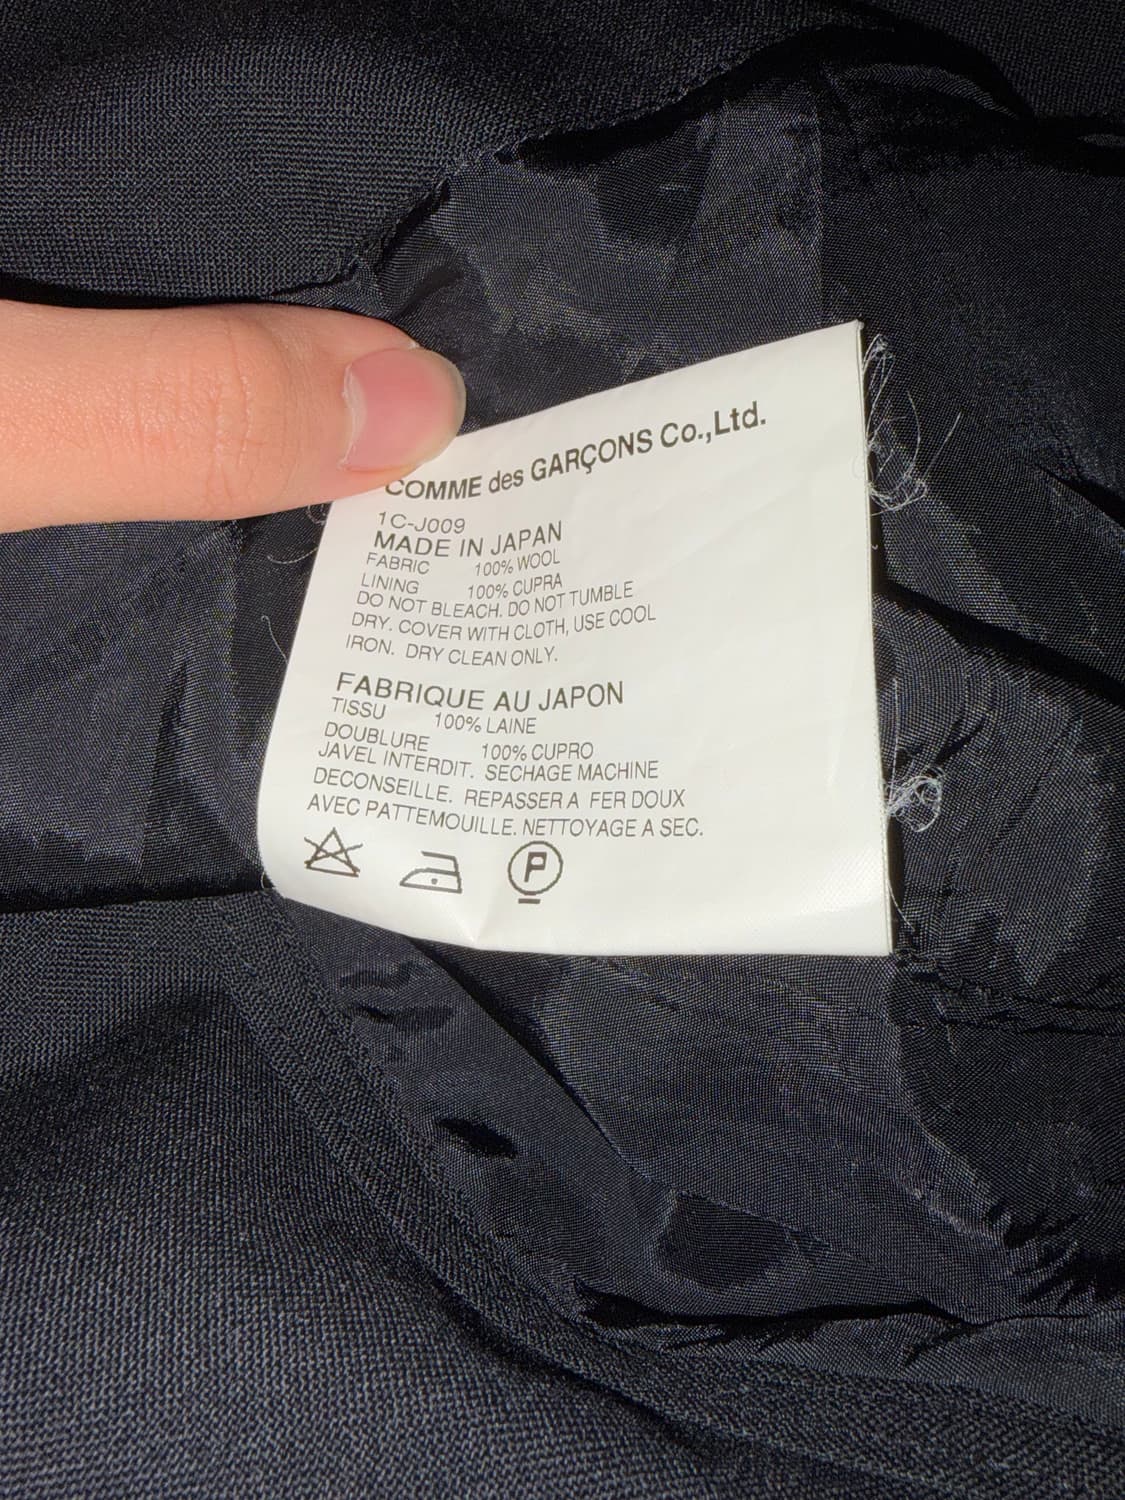 COMME des GARÇONS Co.,Ltd.
1C-J009
MADE IN JAPAN
FABRIC 100% WOOL
LINING 100% CUPRA
DO NOT BLEACH. DO NOT TUMBLE
DRY. COVER WITH CLOTH, USE COOL
IRON. DRY CLEAN ONLY.
FABRIQUE AU JAPON
TISSU 100% LAINE
DOUBLURE 100% CUPRO
JAVEL INTERDIT. SECHAGE MACHINE
DECONSEILLE. REPASSER A FER DOUX
AVEC PATTEMOUILLE. NETTOYAGE A SEC.
P